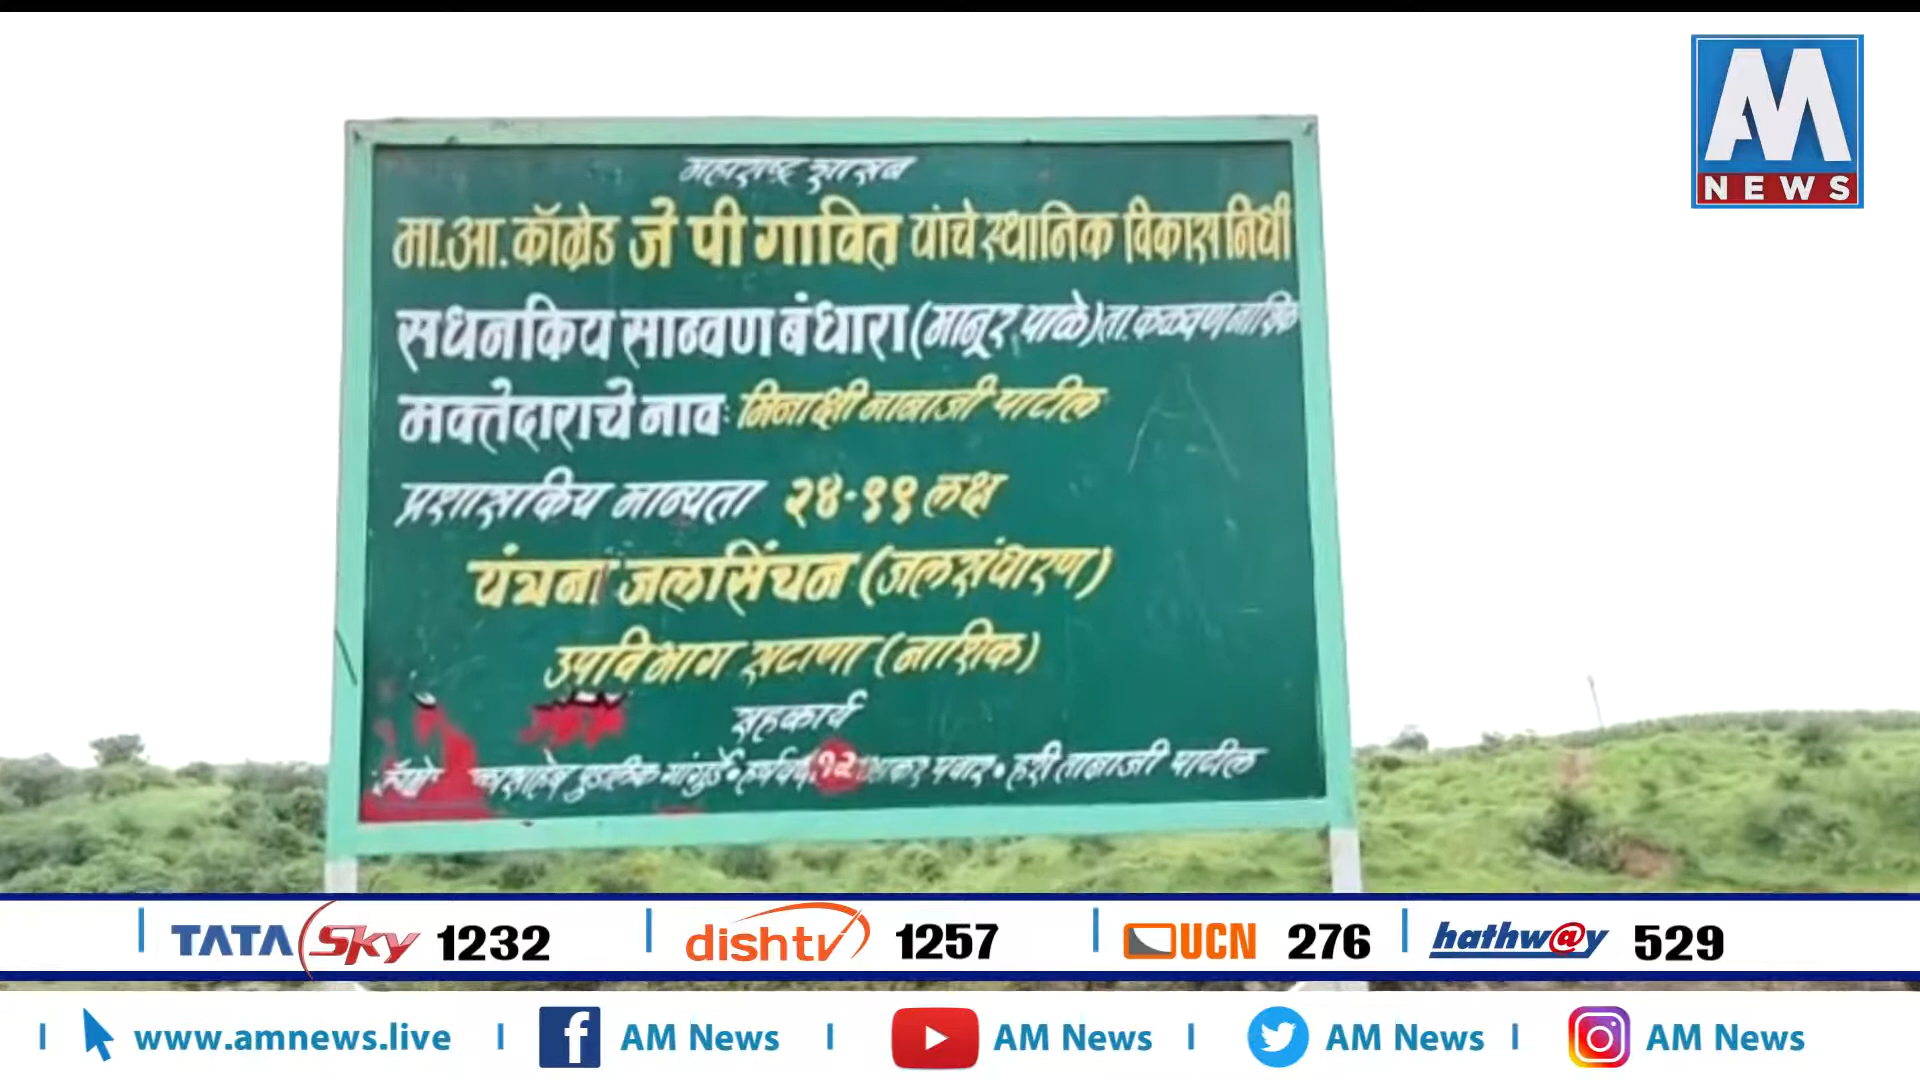 AM
NEWS
महाराष्ट्र शासन
मा.आ. कॉम्रेड जे पी गावित यांचे स्थानिक विकास निधी
सधनकिय साठवण बंधारा (मानूर पाळे) ता. कळवण नाशिक
मक्तेदाराचे नाव: मिनाक्षी नानाजी पाटील
प्रशासकिय मान्यता २४-९९ लक्ष
यंत्रना जलसिंचन (जलसंधारण)
उपविभाग सटाणा (नाशिक)
सहकार्य
पवार • हरी तानाजी पाटील
TATA Sky 1232 dishtv 1257 UCN 276 hathway 529
www.amnews.live AM News AM News AM News AM News